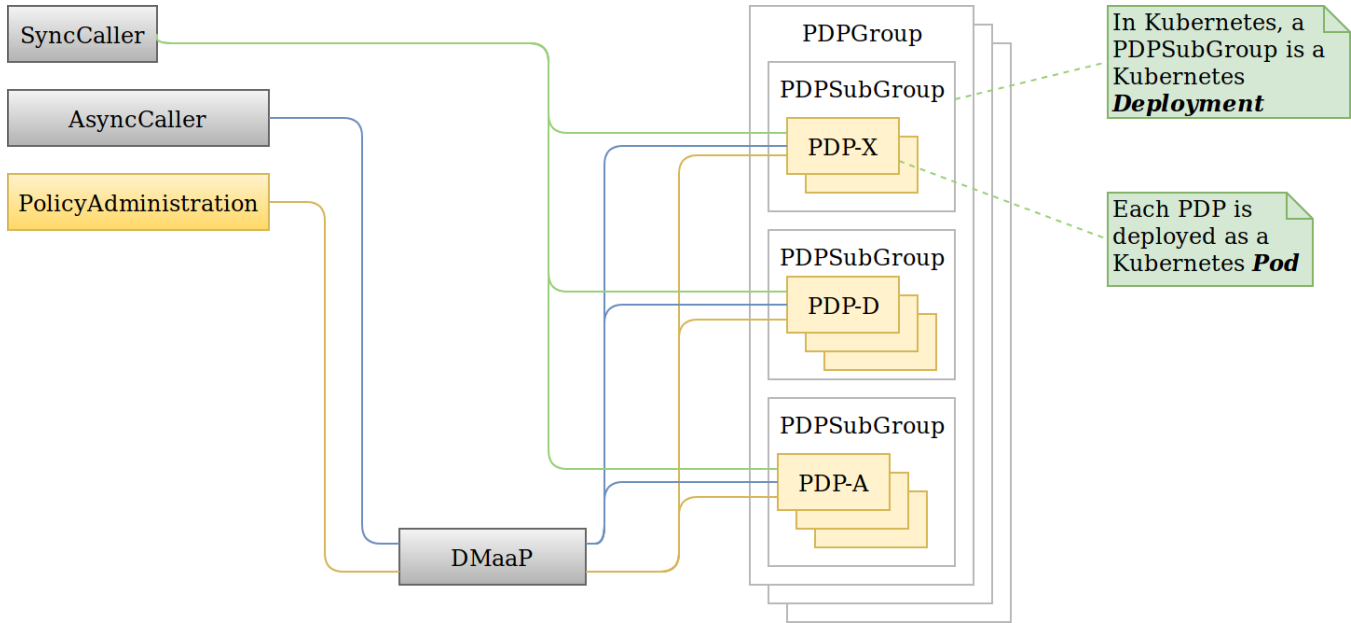 SyncCaller
AsyncCaller
PolicyAdministration
DMaaP
PDPGroup
PDPSubGroup
PDP-X
PDPSubGroup
PDP-D
PDPSubGroup
PDP-A
In Kubernetes, a
PDPSubGroup is a
Kubernetes
Deployment
Each PDP is
deployed as a
Kubernetes Pod